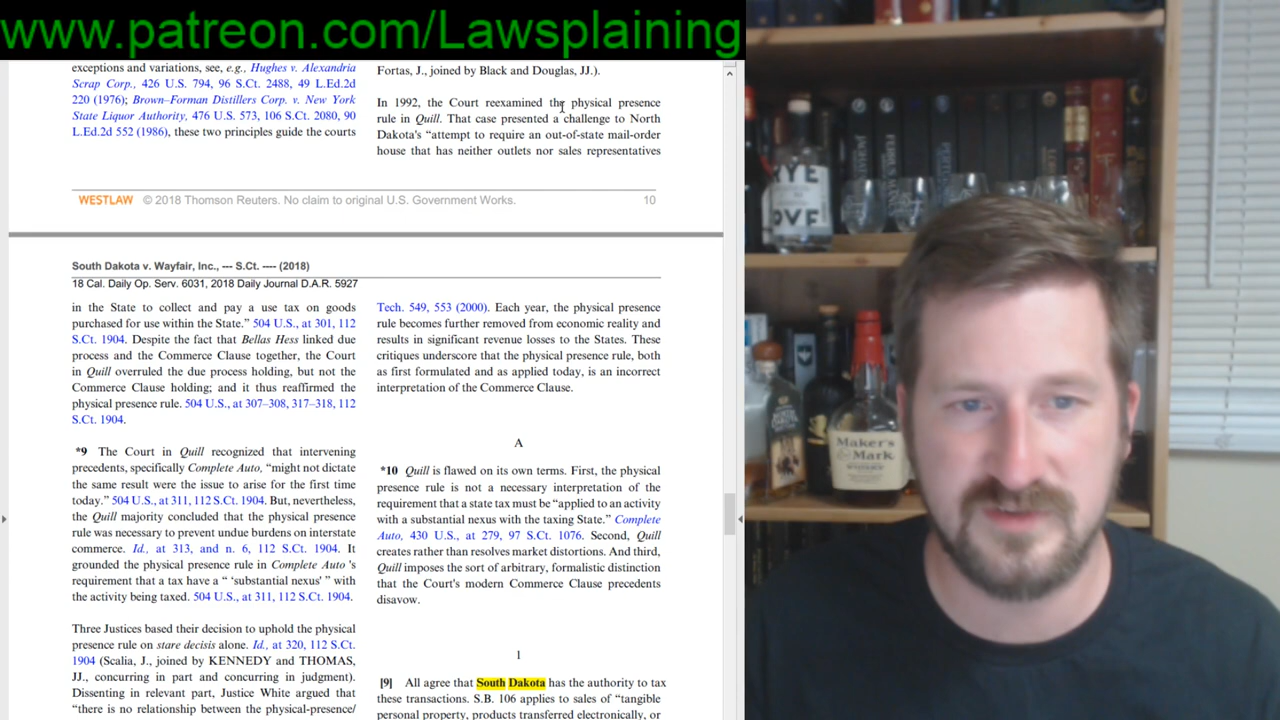 www.patreon.com/Lawsplaining
exceptions and variations, see, e.g., Hughes v. Alexandria
Scrap Corp., 426 U.S. 794, 96 S.Ct. 2488, 49 L.Ed.2d
220 (1976); Brown–Forman Distillers Corp. v. New York
State Liquor Authority, 476 U.S. 573, 106 S.Ct. 2080, 90
L.Ed.2d 552 (1986), these two principles guide the courts
Fortas, J., joined by Black and Douglas, JJ.).
In 1992, the Court reexamined the physical presence
rule in Quill. That case presented a challenge to North
Dakota's “attempt to require an out-of-state mail-order
house that has neither outlets nor sales representatives
WESTLAW © 2018 Thomson Reuters. No claim to original U.S. Government Works. 10
South Dakota v. Wayfair, Inc., --- S.Ct. ---- (2018)
18 Cal. Daily Op. Serv. 6031, 2018 Daily Journal D.A.R. 5927
in the State to collect and pay a use tax on goods
purchased for use within the State.” 504 U.S., at 301, 112
S.Ct. 1904. Despite the fact that Bellas Hess linked due
process and the Commerce Clause together, the Court
in Quill overruled the due process holding, but not the
Commerce Clause holding; and it thus reaffirmed the
physical presence rule. 504 U.S., at 307–308, 317–318, 112
S.Ct. 1904.
*9 The Court in Quill recognized that intervening
precedents, specifically Complete Auto, “might not dictate
the same result were the issue to arise for the first time
today.” 504 U.S., at 311, 112 S.Ct. 1904. But, nevertheless,
the Quill majority concluded that the physical presence
rule was necessary to prevent undue burdens on interstate
commerce. Id., at 313, and n. 6, 112 S.Ct. 1904. It
grounded the physical presence rule in Complete Auto 's
requirement that a tax have a “ ‘substantial nexus’ ” with
the activity being taxed. 504 U.S., at 311, 112 S.Ct. 1904.
Three Justices based their decision to uphold the physical
presence rule on stare decisis alone. Id., at 320, 112 S.Ct.
1904 (Scalia, J., joined by KENNEDY and THOMAS,
JJ., concurring in part and concurring in judgment).
Dissenting in relevant part, Justice White argued that
“there is no relationship between the physical-presence/
Tech. 549, 553 (2000). Each year, the physical presence
rule becomes further removed from economic reality and
results in significant revenue losses to the States. These
critiques underscore that the physical presence rule, both
as first formulated and as applied today, is an incorrect
interpretation of the Commerce Clause.
A
*10 Quill is flawed on its own terms. First, the physical
presence rule is not a necessary interpretation of the
requirement that a state tax must be “applied to an activity
with a substantial nexus with the taxing State.” Complete
Auto, 430 U.S., at 279, 97 S.Ct. 1076. Second, Quill
creates rather than resolves market distortions. And third,
Quill imposes the sort of arbitrary, formalistic distinction
that the Court's modern Commerce Clause precedents
disavow.
1
[9] All agree that South Dakota has the authority to tax
these transactions. S.B. 106 applies to sales of “tangible
personal property, products transferred electronically, or
Maker's
Mark